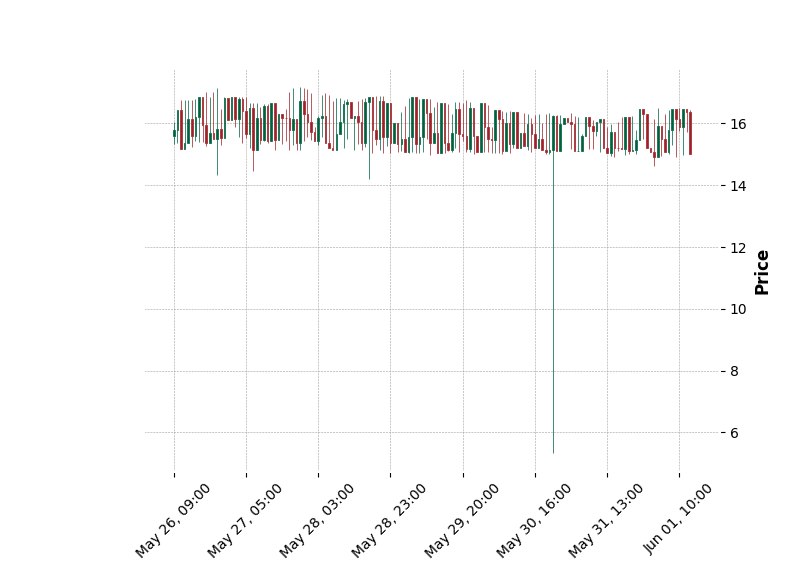 16
14
12
10
8
6
Price
May 26, 09:00
May 27, 05:00
May 28, 03:00
May 28, 23:00
May 29, 20:00
May 30, 16:00
May 31, 13:00
Jun 01, 10:00